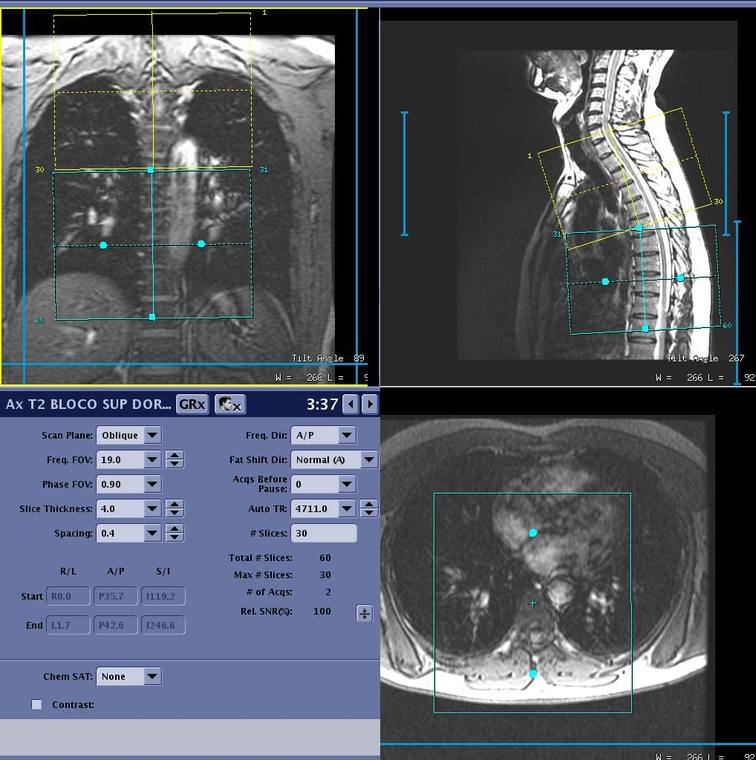 1
30
31
60
Tilt Angle 89
W = 266 L =
1
30
31
60
Tilt Angle 267
W = 266 L = 92
Ax T2 BLOCO SUP DOR... GRx 3:37
Scan Plane: Oblique Freq. Dir: A/P
Freq. FOV: 19.0 Fat Shift Dir: Normal (A)
Phase FOV: 0.90 Acqs Before Pause: 0
Slice Thickness: 4.0 Auto TR: 4711.0
Spacing: 0.4 # Slices: 30
Total # Slices: 60
R/L A/P S/I Max # Slices: 30
# of Acqs: 2
Start R0.0 P35.7 I119.2 Rel. SNR(%): 100
End L1.7 P42.6 I246.6
Chem SAT: None
Contrast:
W = 266 L = 92